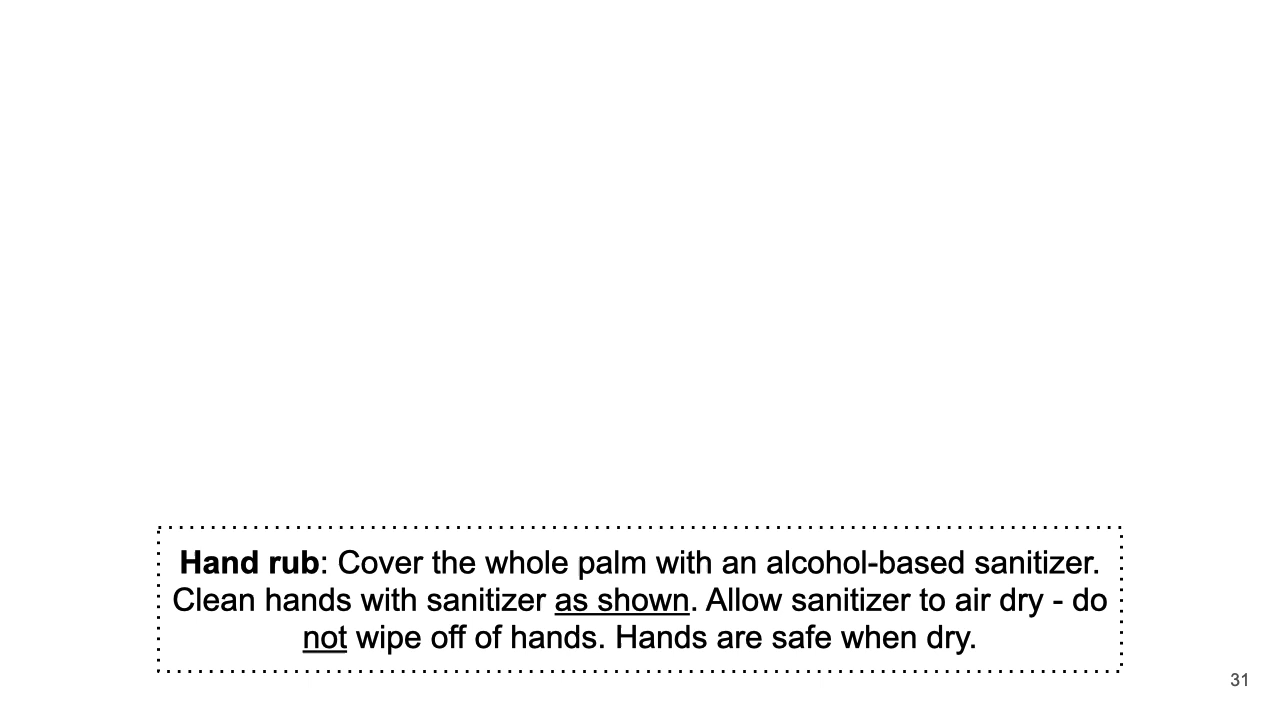 Hand rub: Cover the whole palm with an alcohol-based sanitizer.
Clean hands with sanitizer as shown. Allow sanitizer to air dry - do
not wipe off of hands. Hands are safe when dry.
31